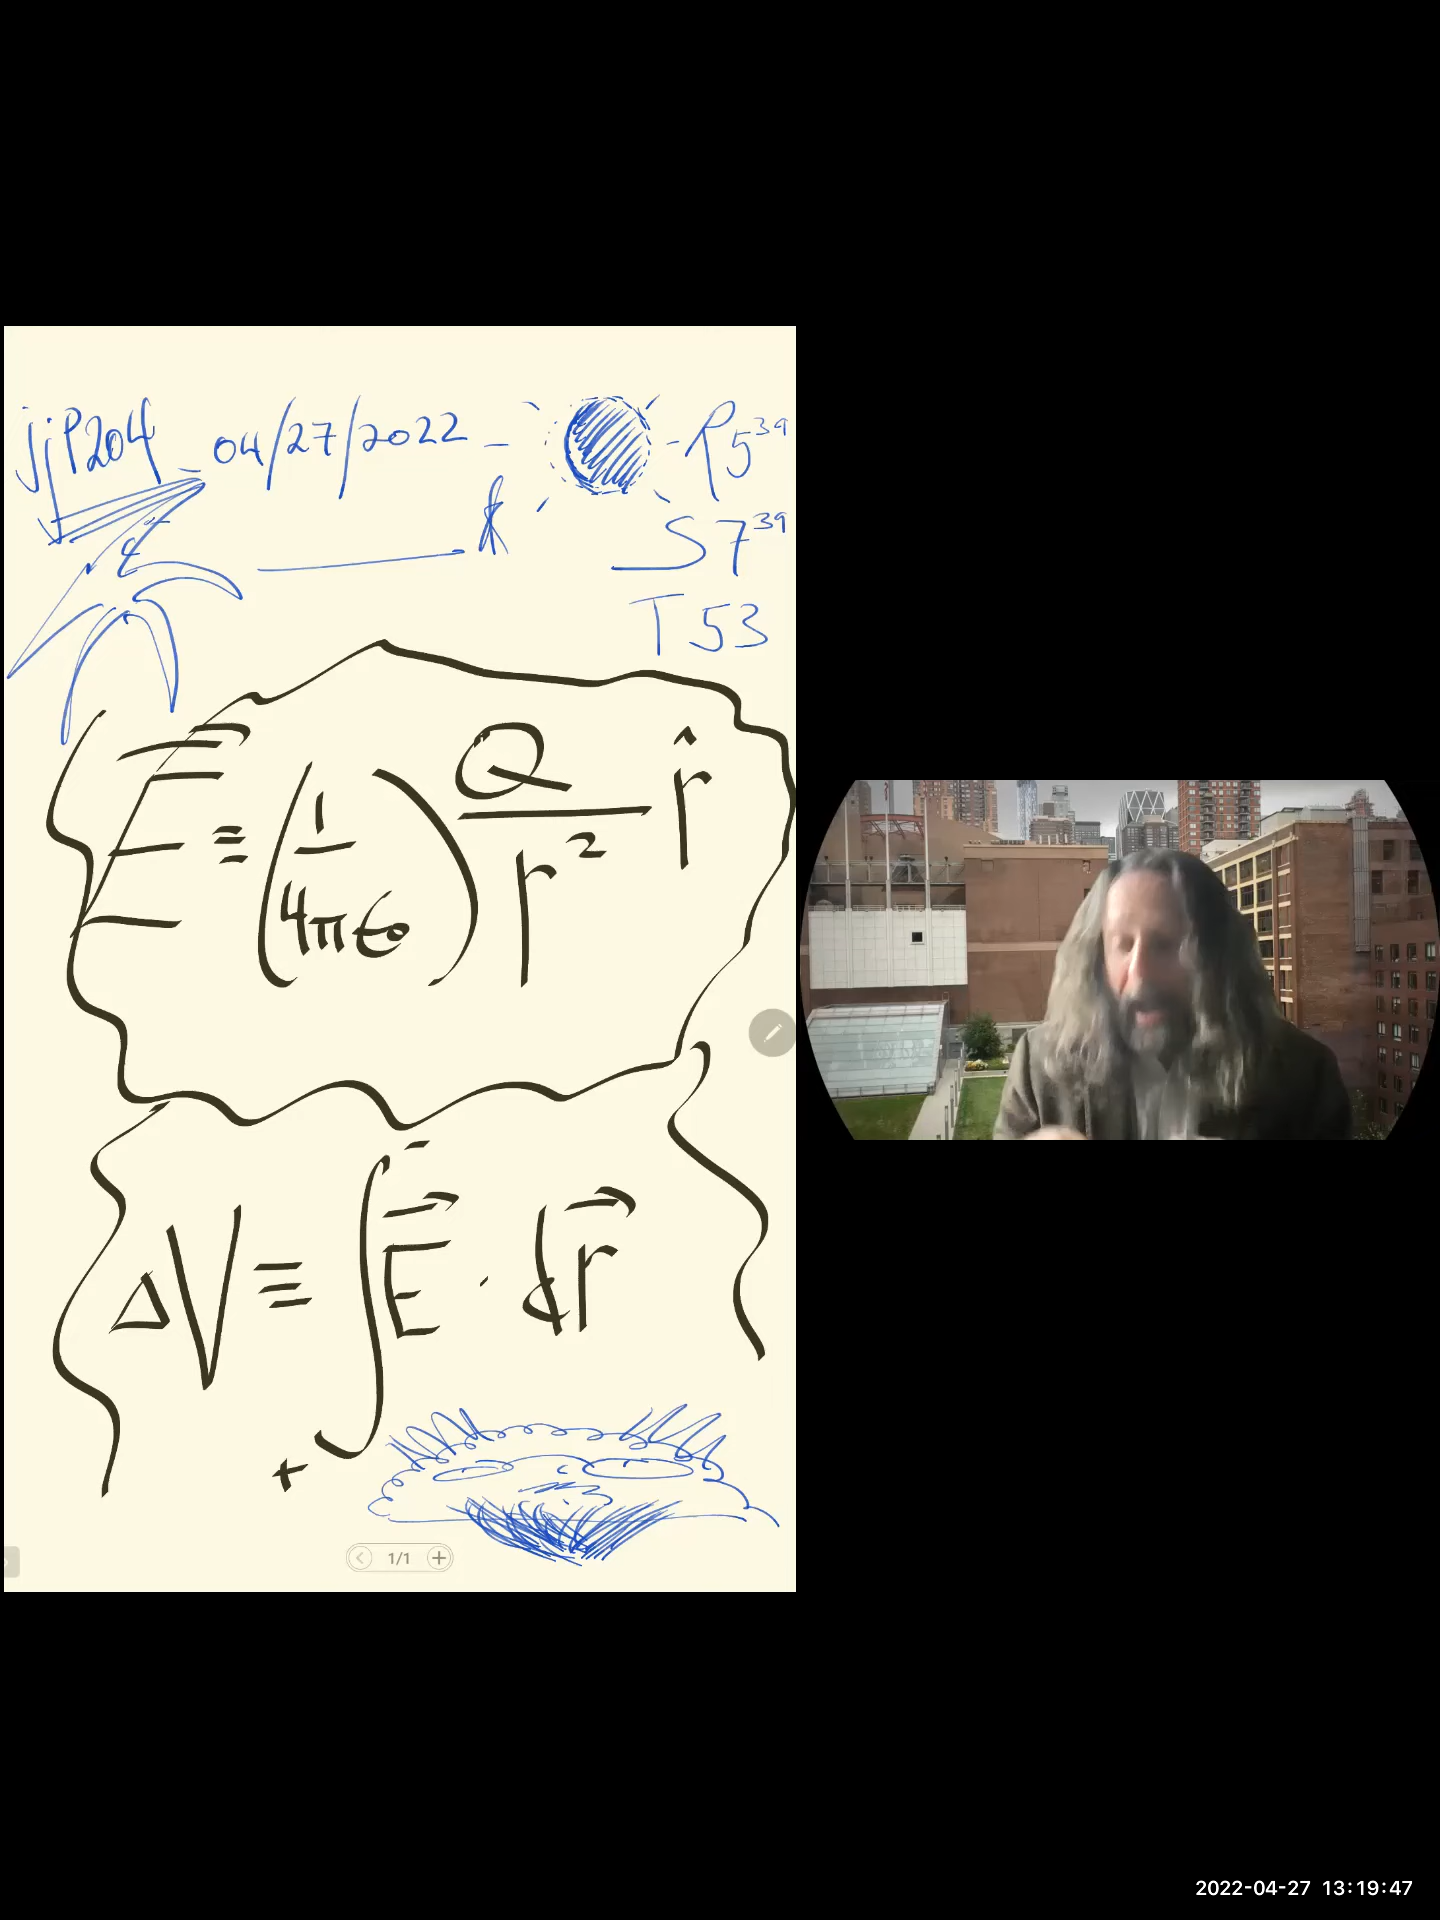 jjP204 04/27/2022 - R5³⁹
S7³⁹
T53
E⃗ ≡ (1/4πϵ₀) Q/r² r̂
ΔV ≡ ∫₊⁻ E⃗ · dr⃗
1/1
2022-04-27 13:19:47